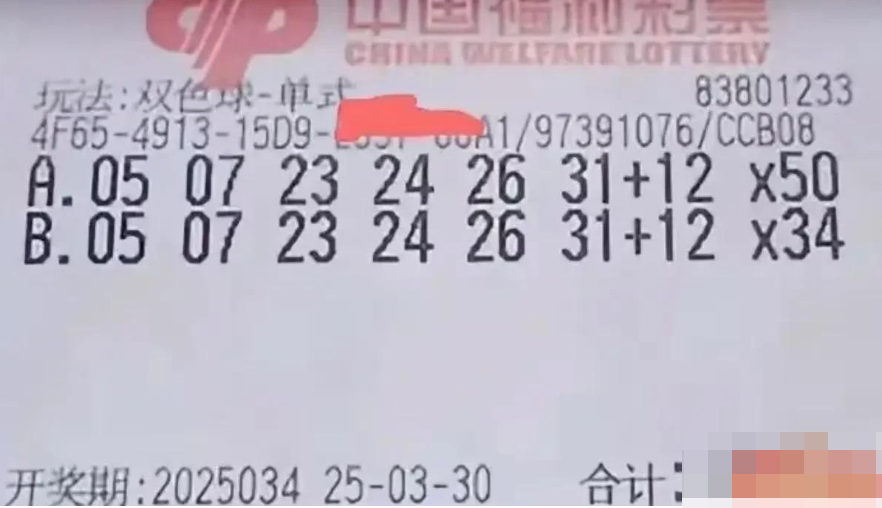 中国福利彩票
CHINA WELFARE LOTTERY
玩法:双色球-单式
83801233
4F65-4913-15D9- A1/97391076/CCB08
A.05 07 23 24 26 31+12 x50
B.05 07 23 24 26 31+12 x34
开奖期:2025034 25-03-30 合计: